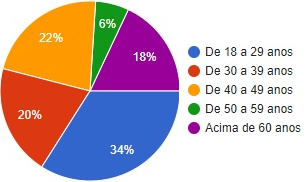 22%
6%
18%
20%
34%
De 18 a 29 anos
De 30 a 39 anos
De 40 a 49 anos
De 50 a 59 anos
Acima de 60 anos